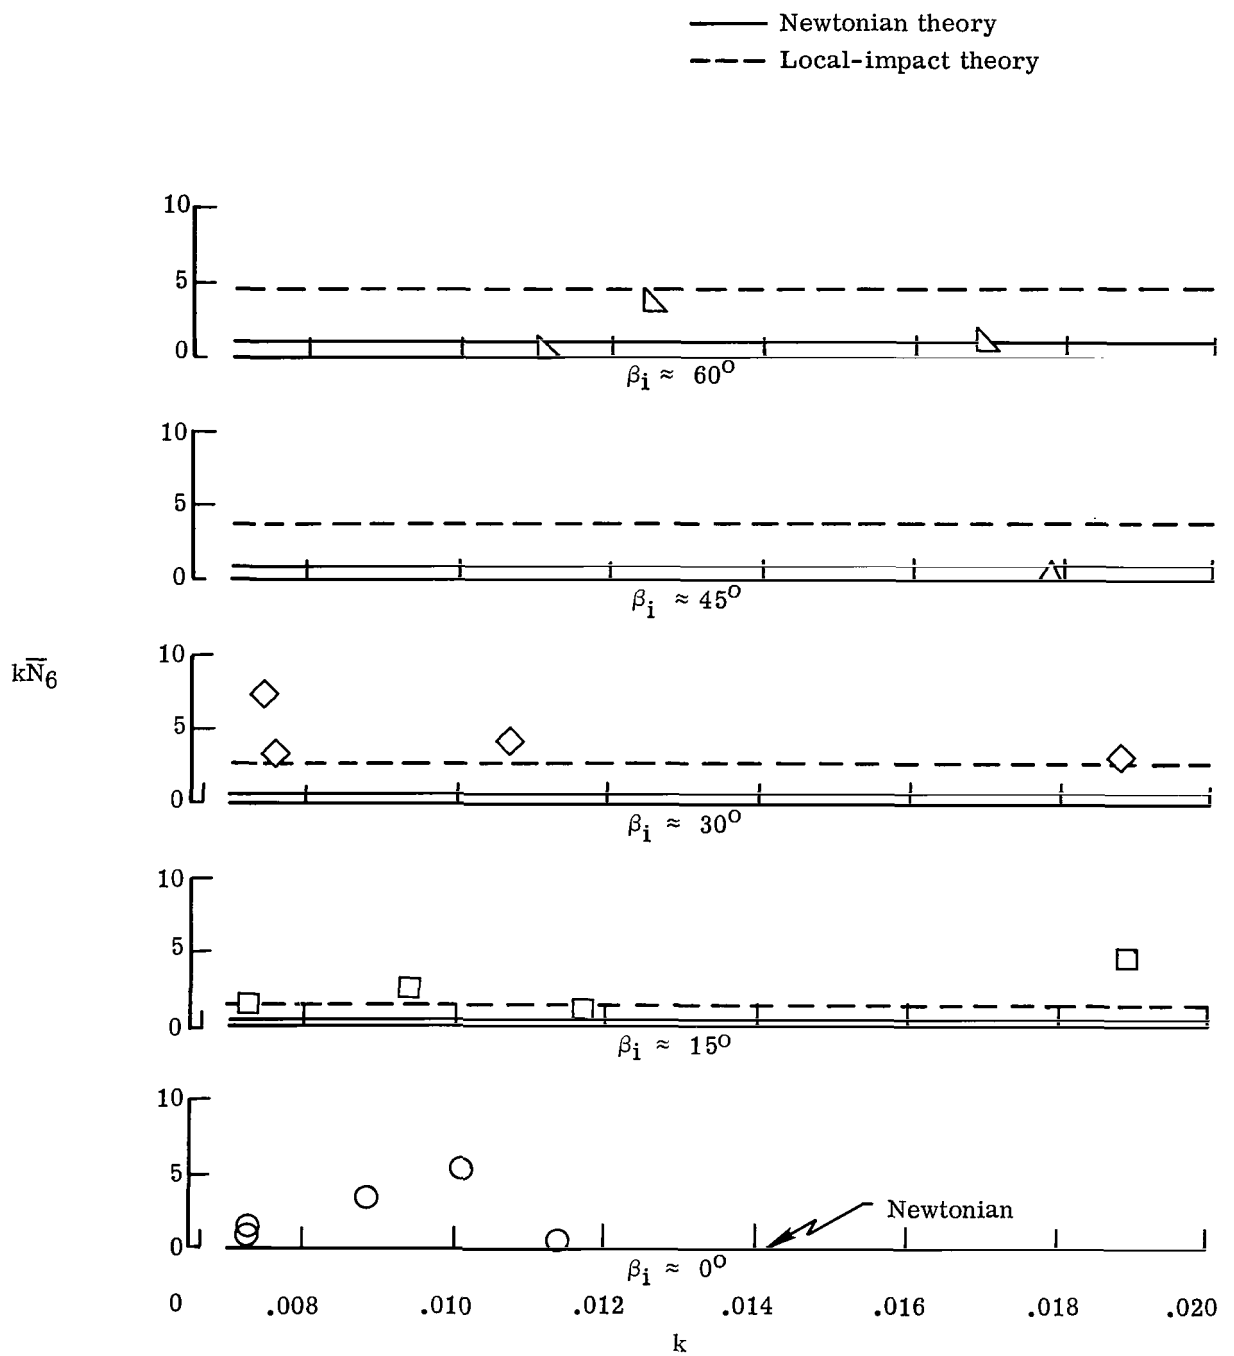 Newtonian theory
Local-impact theory
10
5
0
βi ≈ 60°
10
5
0
βi ≈ 45°
kN̅6
10
5
0
βi ≈ 30°
10
5
0
βi ≈ 15°
10
5
0
Newtonian
βi ≈ 0°
0 .008 .010 .012 .014 .016 .018 .020
k